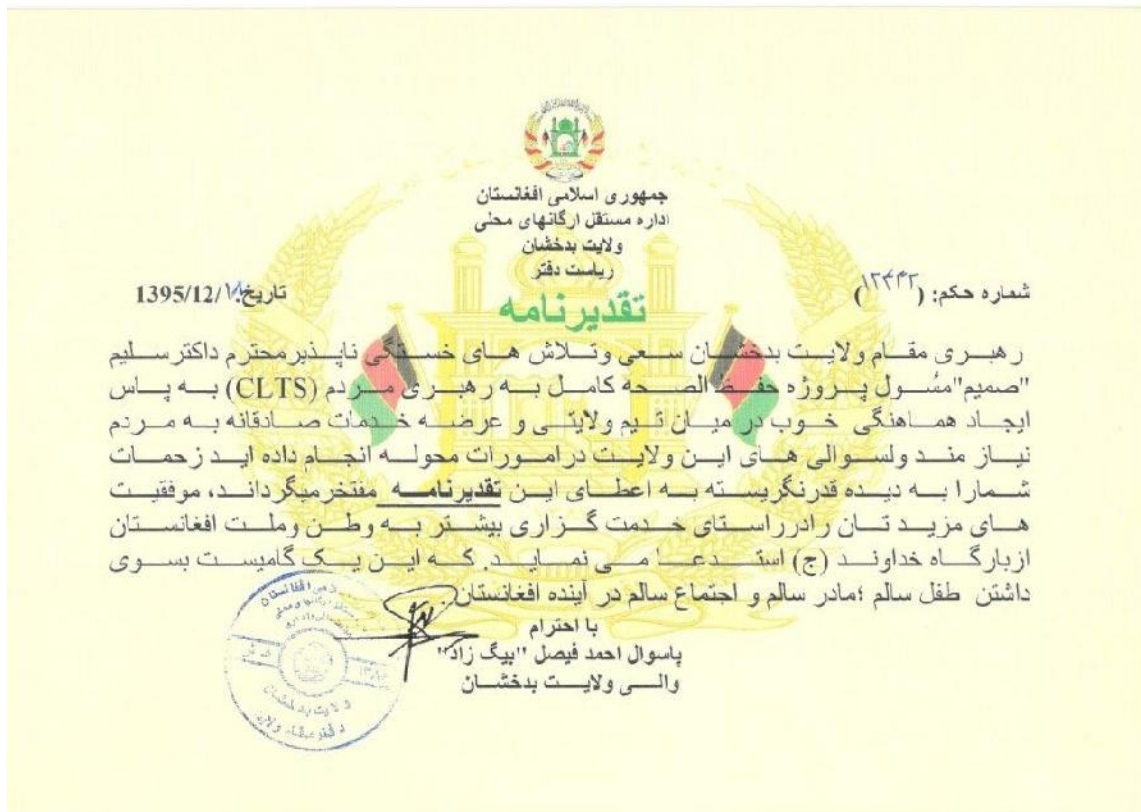 جمهوری اسلامی افغانستان
اداره مستقل ارگانهای محلی
ولایت بدخشان
ریاست دفتر
شماره حکم: (۱۲۴۴۲)
تاریخ 1395/12/
تقدیرنامه
رهبری مقام ولایت بدخشان سعی وتلاش های خستگی ناپذیرمحترم داکترسلیم
"صمیم"مسُول پروژه حفظ الصحه کامل به رهبری مردم (CLTS) به پاس
ایجاد هماهنگی خوب در میان تیم ولایتی و عرضه خدمات صادقانه به مردم
نیاز مند ولسوالی های این ولایت درامورات محوله انجام داده اید زحمات
شمارا به دیده قدرنگریسته به اعطای این تقدیرنامه مفتخرمیگرداند، موفقیت
های مزید تان رادرراستای خدمت گزاری بیشتر به وطن وملت افغانستان
ازبارگاه خداوند (ج) استدعا می نماید. که این یک گامیست بسوی
داشتن طفل سالم ؛مادر سالم و اجتماع سالم در آینده افغانستان.
با احترام
پاسوال احمد فیصل "بیگ زاد"
والی ولایت بدخشان
ولایت بدخشان